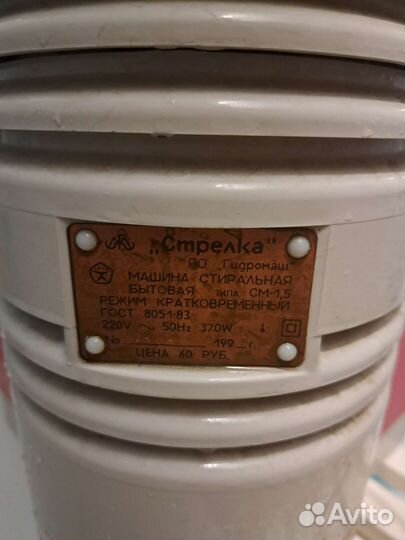 „Стрелка"
ПО "Гидромаш"
МАШИНА СТИРАЛЬНАЯ
БЫТОВАЯ типа СМ-1,5
РЕЖИМ КРАТКОВРЕМЕННЫЙ
ГОСТ 8051-83
220V ~ 50Hz 370W
No 199 г.
ЦЕНА 60 РУБ.
Avito